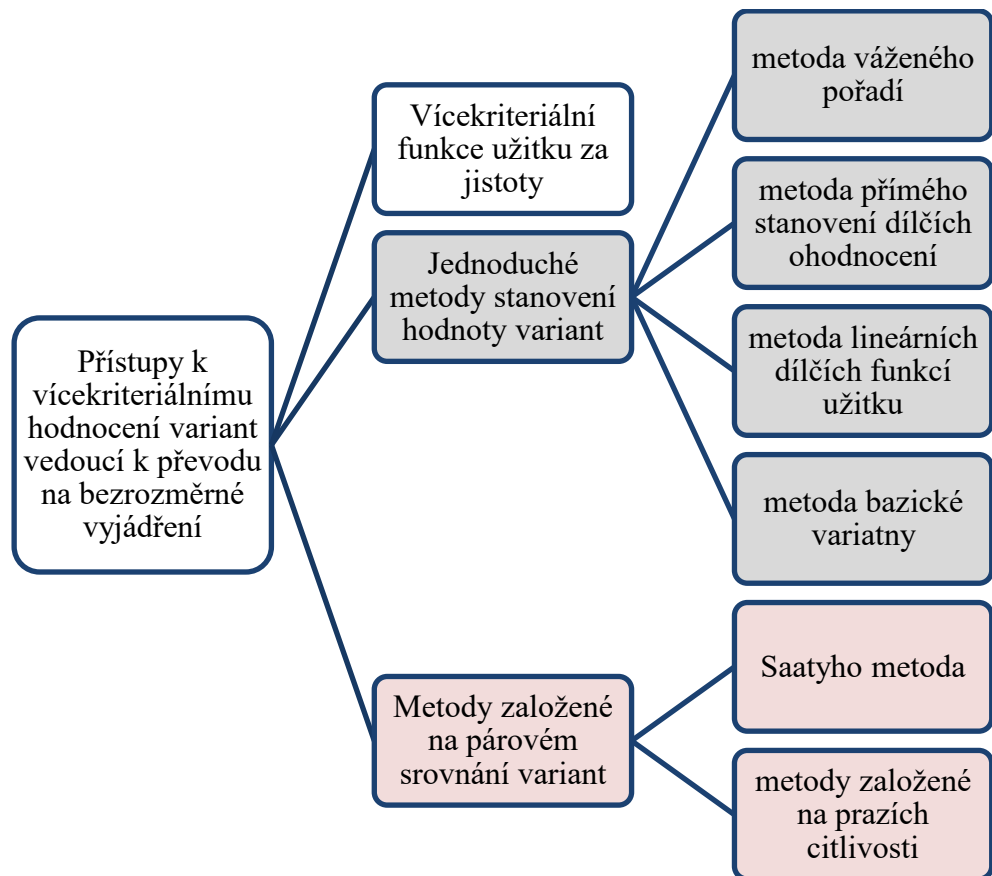 Přístupy k
vícekriteriálnímu
hodnocení variant
vedoucí k převodu
na bezrozměrné
vyjádření
Vícekriteriální
funkce užitku za
jistoty
Jednoduché
metody stanovení
hodnoty variant
metoda váženého
pořadí
metoda přímého
stanovení dílčích
ohodnocení
metoda lineárních
dílčích funkcí
užitku
metoda bazické
variatny
Metody založené
na párovém
srovnání variant
Saatyho metoda
metody založené
na prazích
citlivosti